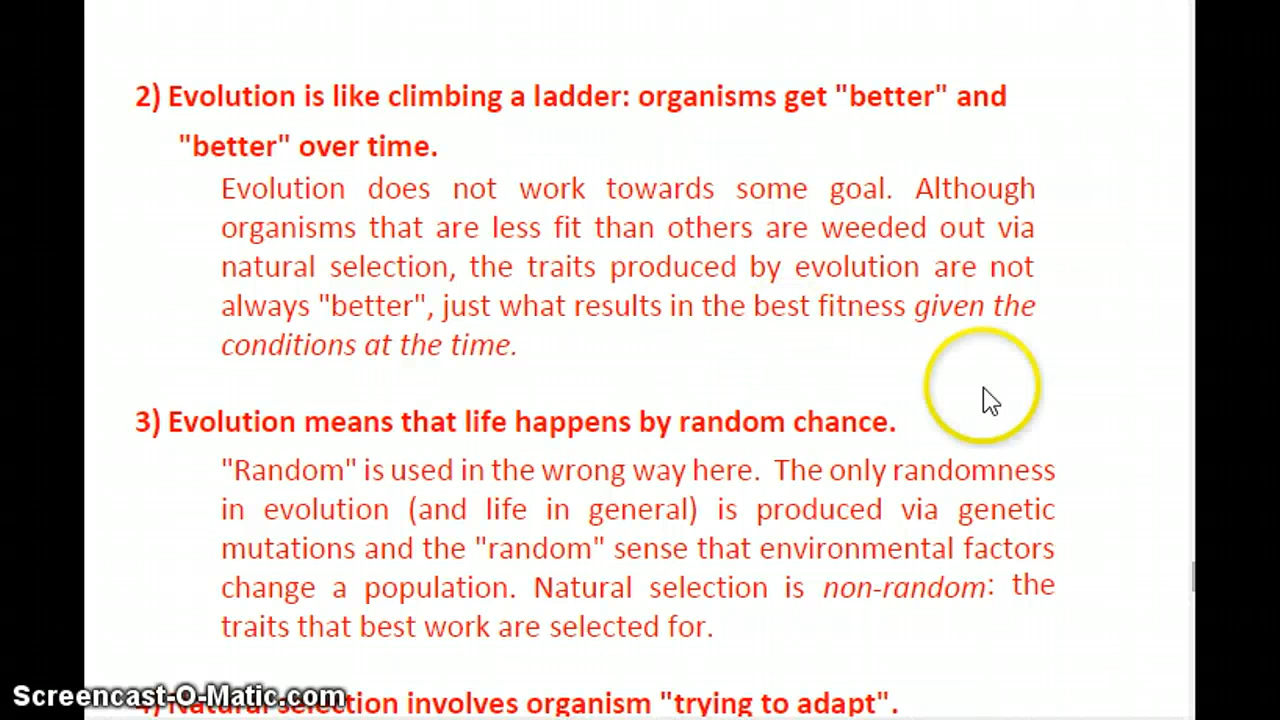 2) Evolution is like climbing a ladder: organisms get "better" and
"better" over time.
Evolution does not work towards some goal. Although
organisms that are less fit than others are weeded out via
natural selection, the traits produced by evolution are not
always "better", just what results in the best fitness given the
conditions at the time.
3) Evolution means that life happens by random chance.
"Random" is used in the wrong way here. The only randomness
in evolution (and life in general) is produced via genetic
mutations and the "random" sense that environmental factors
change a population. Natural selection is non-random: the
traits that best work are selected for.
4) Natural selection involves organism "trying to adapt".
Screencast-O-Matic.com